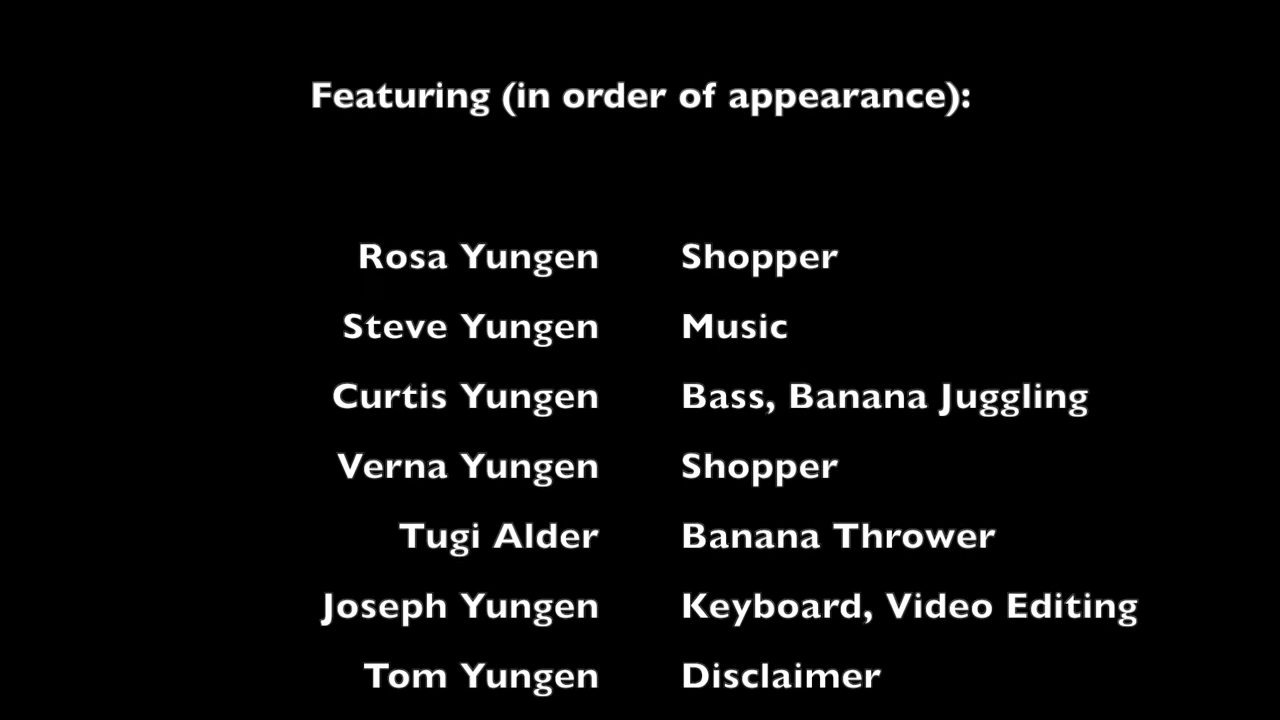 Featuring (in order of appearance):
Rosa Yungen Shopper
Steve Yungen Music
Curtis Yungen Bass, Banana Juggling
Verna Yungen Shopper
Tugi Alder Banana Thrower
Joseph Yungen Keyboard, Video Editing
Tom Yungen Disclaimer